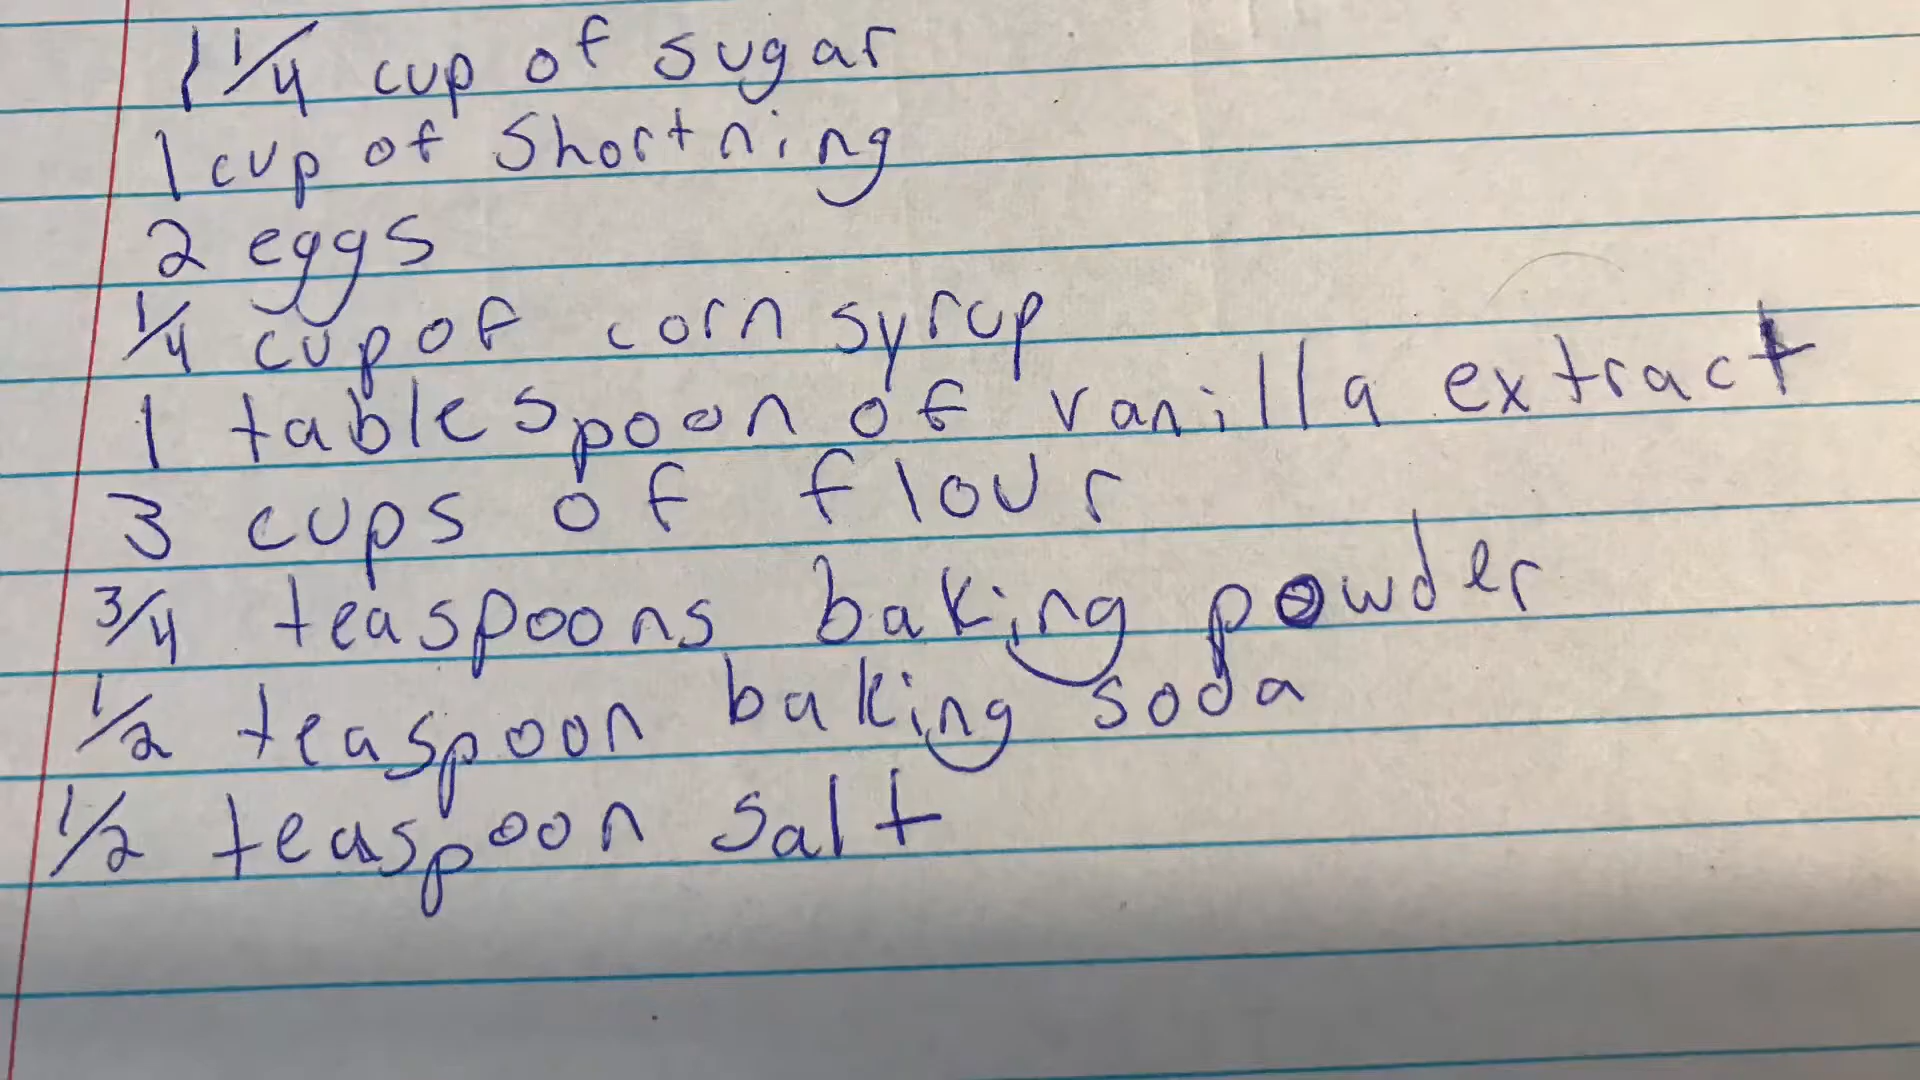 1 1/4 cup of sugar
1 cup of Shortning
2 eggs
1/4 cup of corn syrup
1 tablespoon of vanilla extract
3 cups of flour
3/4 teaspoons baking powder
1/2 teaspoon baking soda
1/2 teaspoon salt